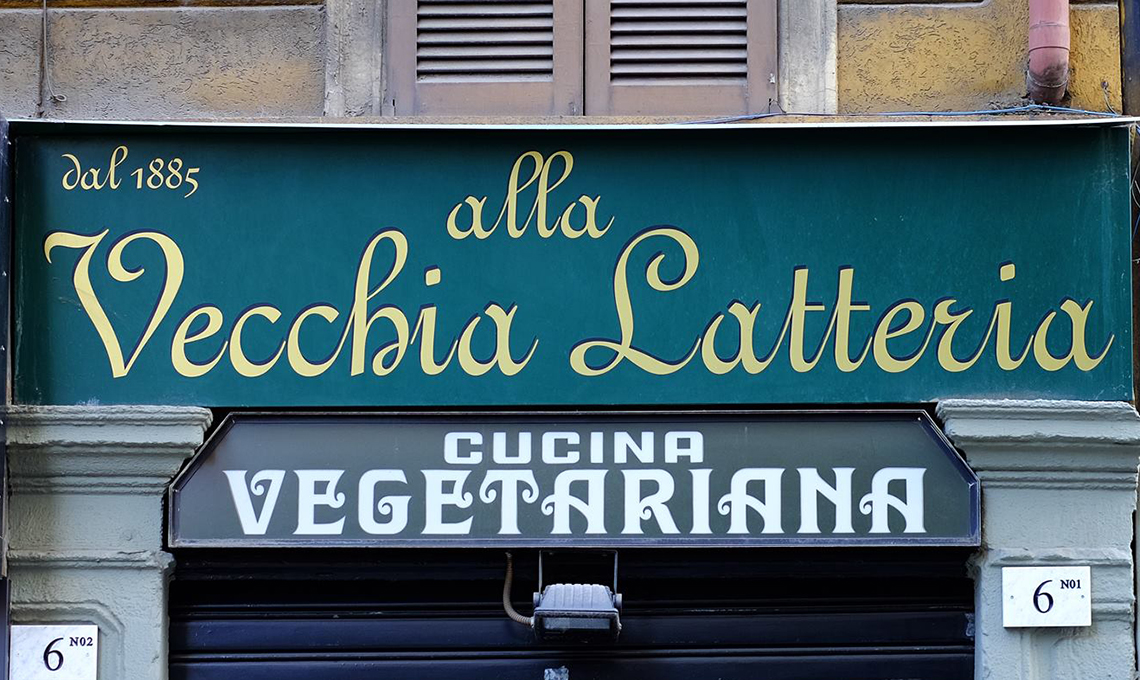 dal 1885
alla
Vecchia Latteria
CUCINA
VEGETARIANA
6 N01
6 N02